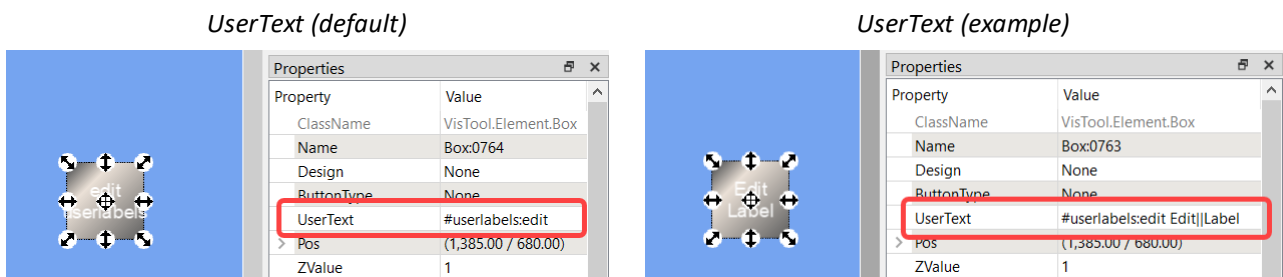 UserText (default)
UserText (example)
Properties
Property Value
ClassName VisTool.Element.Box
Name Box:0764
Design None
ButtonType None
UserText #userlabels:edit
Pos (1,385.00 / 680.00)
ZValue 1
edit
userlabels
Properties
Property Value
ClassName VisTool.Element.Box
Name Box:0763
Design None
ButtonType None
UserText #userlabels:edit Edit||Label
Pos (1,385.00 / 680.00)
ZValue 1
Edit
Label